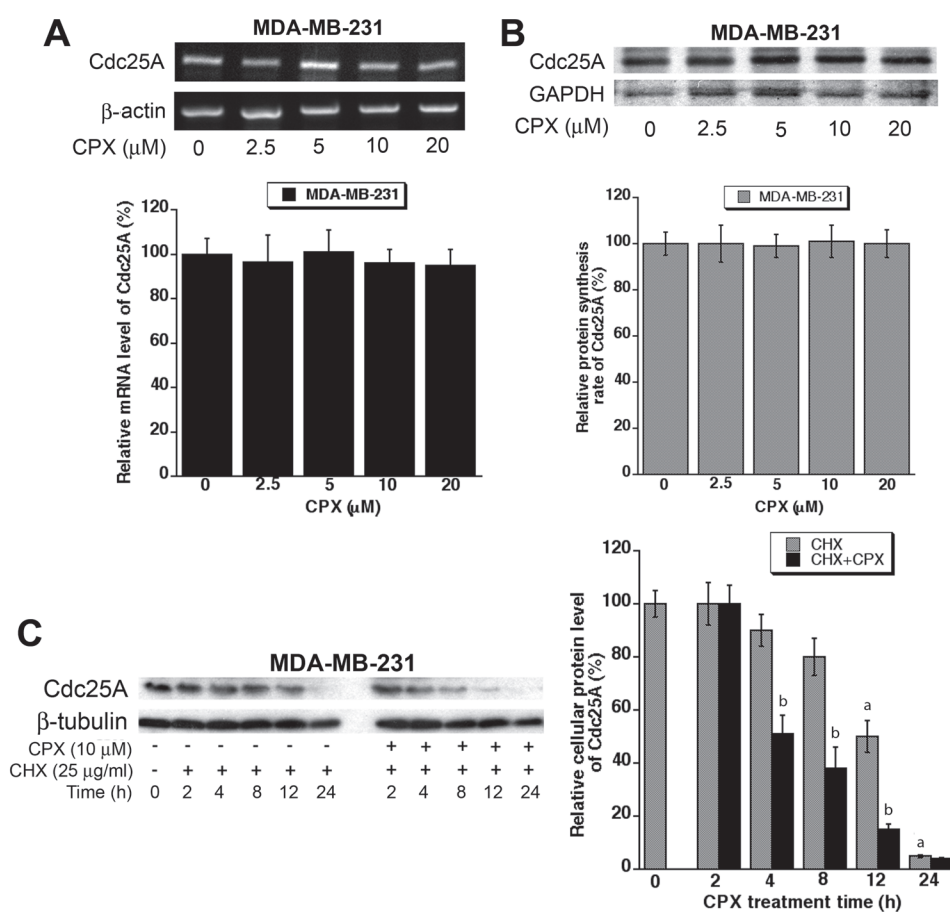 A
MDA-MB-231
Cdc25A
β-actin
CPX (μM) 0 2.5 5 10 20
MDA-MB-231
120
100
80
60
40
20
0
Relative mRNA level of Cdc25A (%)
0 2.5 5 10 20
CPX (μM)
B
MDA-MB-231
Cdc25A
GAPDH
CPX (μM) 0 2.5 5 10 20
MDA-MB-231
120
100
80
60
40
20
0
Relative protein synthesis
rate of Cdc25A (%)
0 2.5 5 10 20
CPX (μM)
C
MDA-MB-231
Cdc25A
β-tubulin
CPX (10 μM) - - - - - - + + + + +
CHX (25 μg/ml) - + + + + + + + + + +
Time (h) 0 2 4 8 12 24 2 4 8 12 24
CHX
CHX+CPX
120
100
80
60
40
20
0
Relative cellular protein level
of Cdc25A (%)
b
b
a
b
a
0 2 4 8 12 24
CPX treatment time (h)